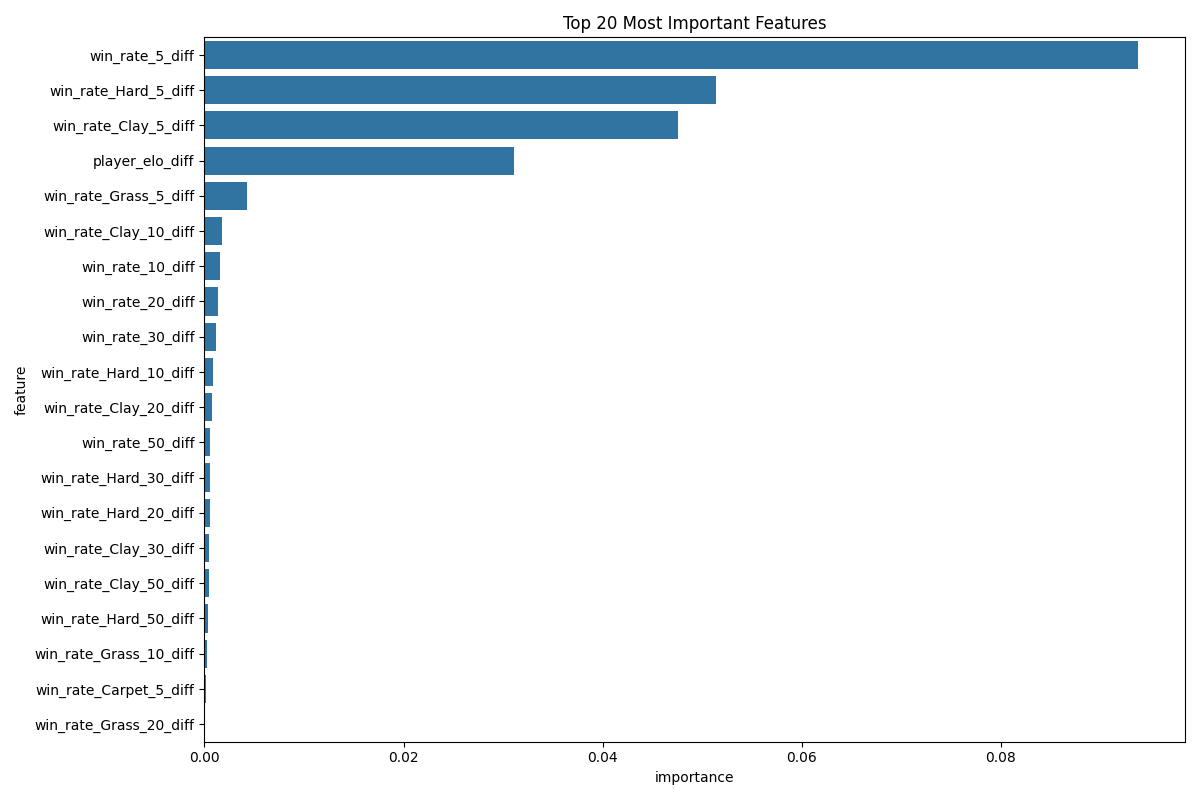 Top 20 Most Important Features
feature
win_rate_5_diff
win_rate_Hard_5_diff
win_rate_Clay_5_diff
player_elo_diff
win_rate_Grass_5_diff
win_rate_Clay_10_diff
win_rate_10_diff
win_rate_20_diff
win_rate_30_diff
win_rate_Hard_10_diff
win_rate_Clay_20_diff
win_rate_50_diff
win_rate_Hard_30_diff
win_rate_Hard_20_diff
win_rate_Clay_30_diff
win_rate_Clay_50_diff
win_rate_Hard_50_diff
win_rate_Grass_10_diff
win_rate_Carpet_5_diff
win_rate_Grass_20_diff
0.00 0.02 0.04 0.06 0.08
importance